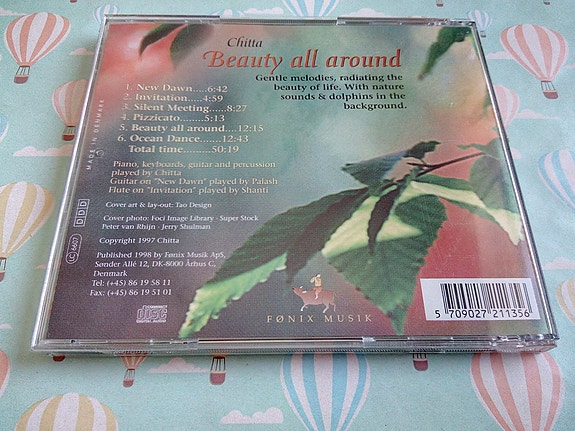 Chitta
Beauty all around
Gentle melodies, radiating the
beauty of life. With nature
sounds & dolphins in the
background.
1. New Dawn.....6:42
2. Invitation.....4:59
3. Silent Meeting......8:27
4. Pizzicato.......5:13
5. Beauty all around....12:15
6. Ocean Dance......12:43
Total time........50:19
Piano, keyboards, guitar and percussion
played by Chitta
Guitar on "New Dawn" played by Palash
Flute on "Invitation" played by Shanti
Cover art & lay-out: Tao Design
Cover photo: Foci Image Library · Super Stock
Peter van Rhijn · Jerry Shulman
Copyright 1997 Chitta
Published 1998 by Fønix Musik ApS,
Sønder Allé 12, DK-8000 Århus C,
Denmark
Tel: (+45) 86 19 58 11
Fax: (+45) 86 19 51 01
MADE IN DENMARK
DDD
LC 6607
COMPACT
disc
DIGITAL AUDIO
FØNIX MUSIK
5 709027 211356